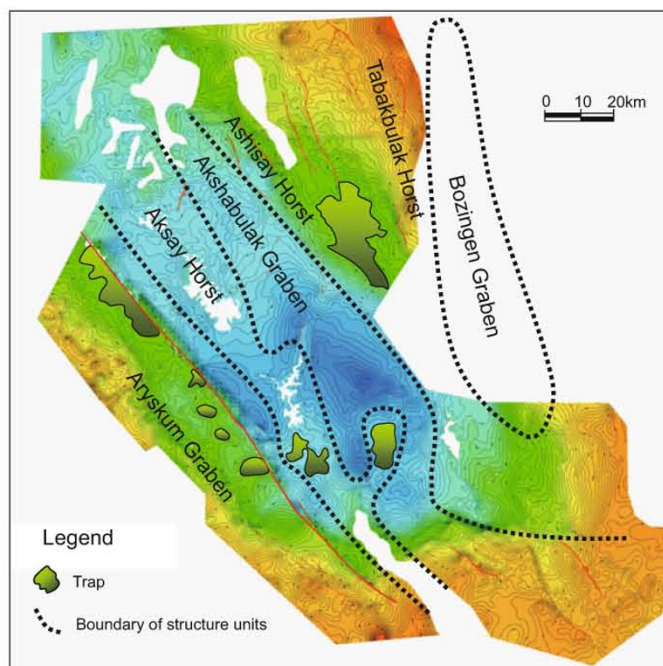 Tabakbulak Horst
0 10 20km
Ashisay Horst
Akshabulak Graben
Bozingen Graben
Aksay Horst
Aryskum Graben
Legend
Trap
Boundary of structure units